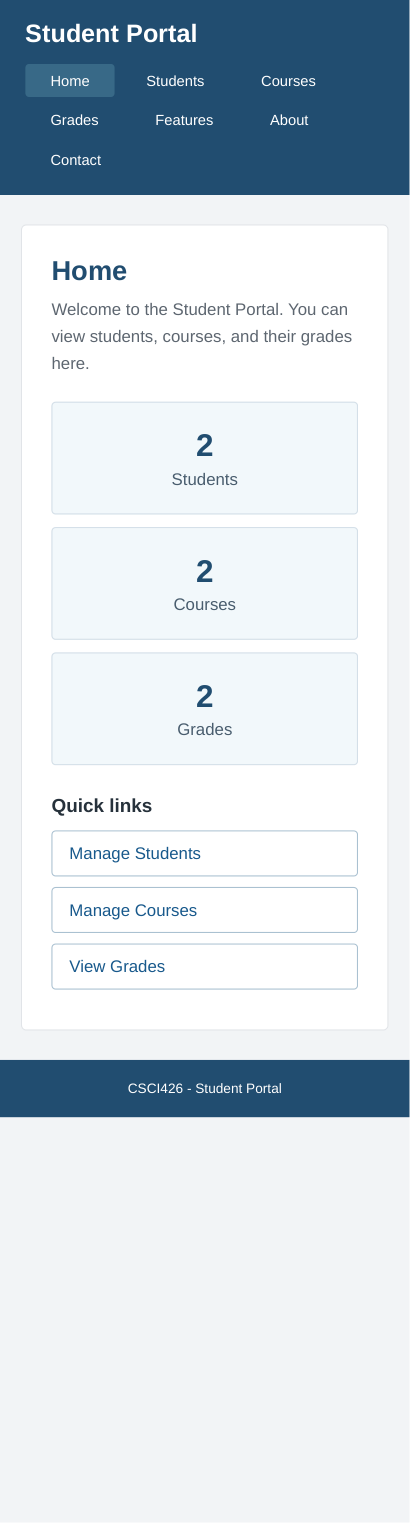 Student Portal
Home Students Courses
Grades Features About
Contact
Home
Welcome to the Student Portal. You can
view students, courses, and their grades
here.
2
Students
2
Courses
2
Grades
Quick links
Manage Students
Manage Courses
View Grades
CSCI426 - Student Portal